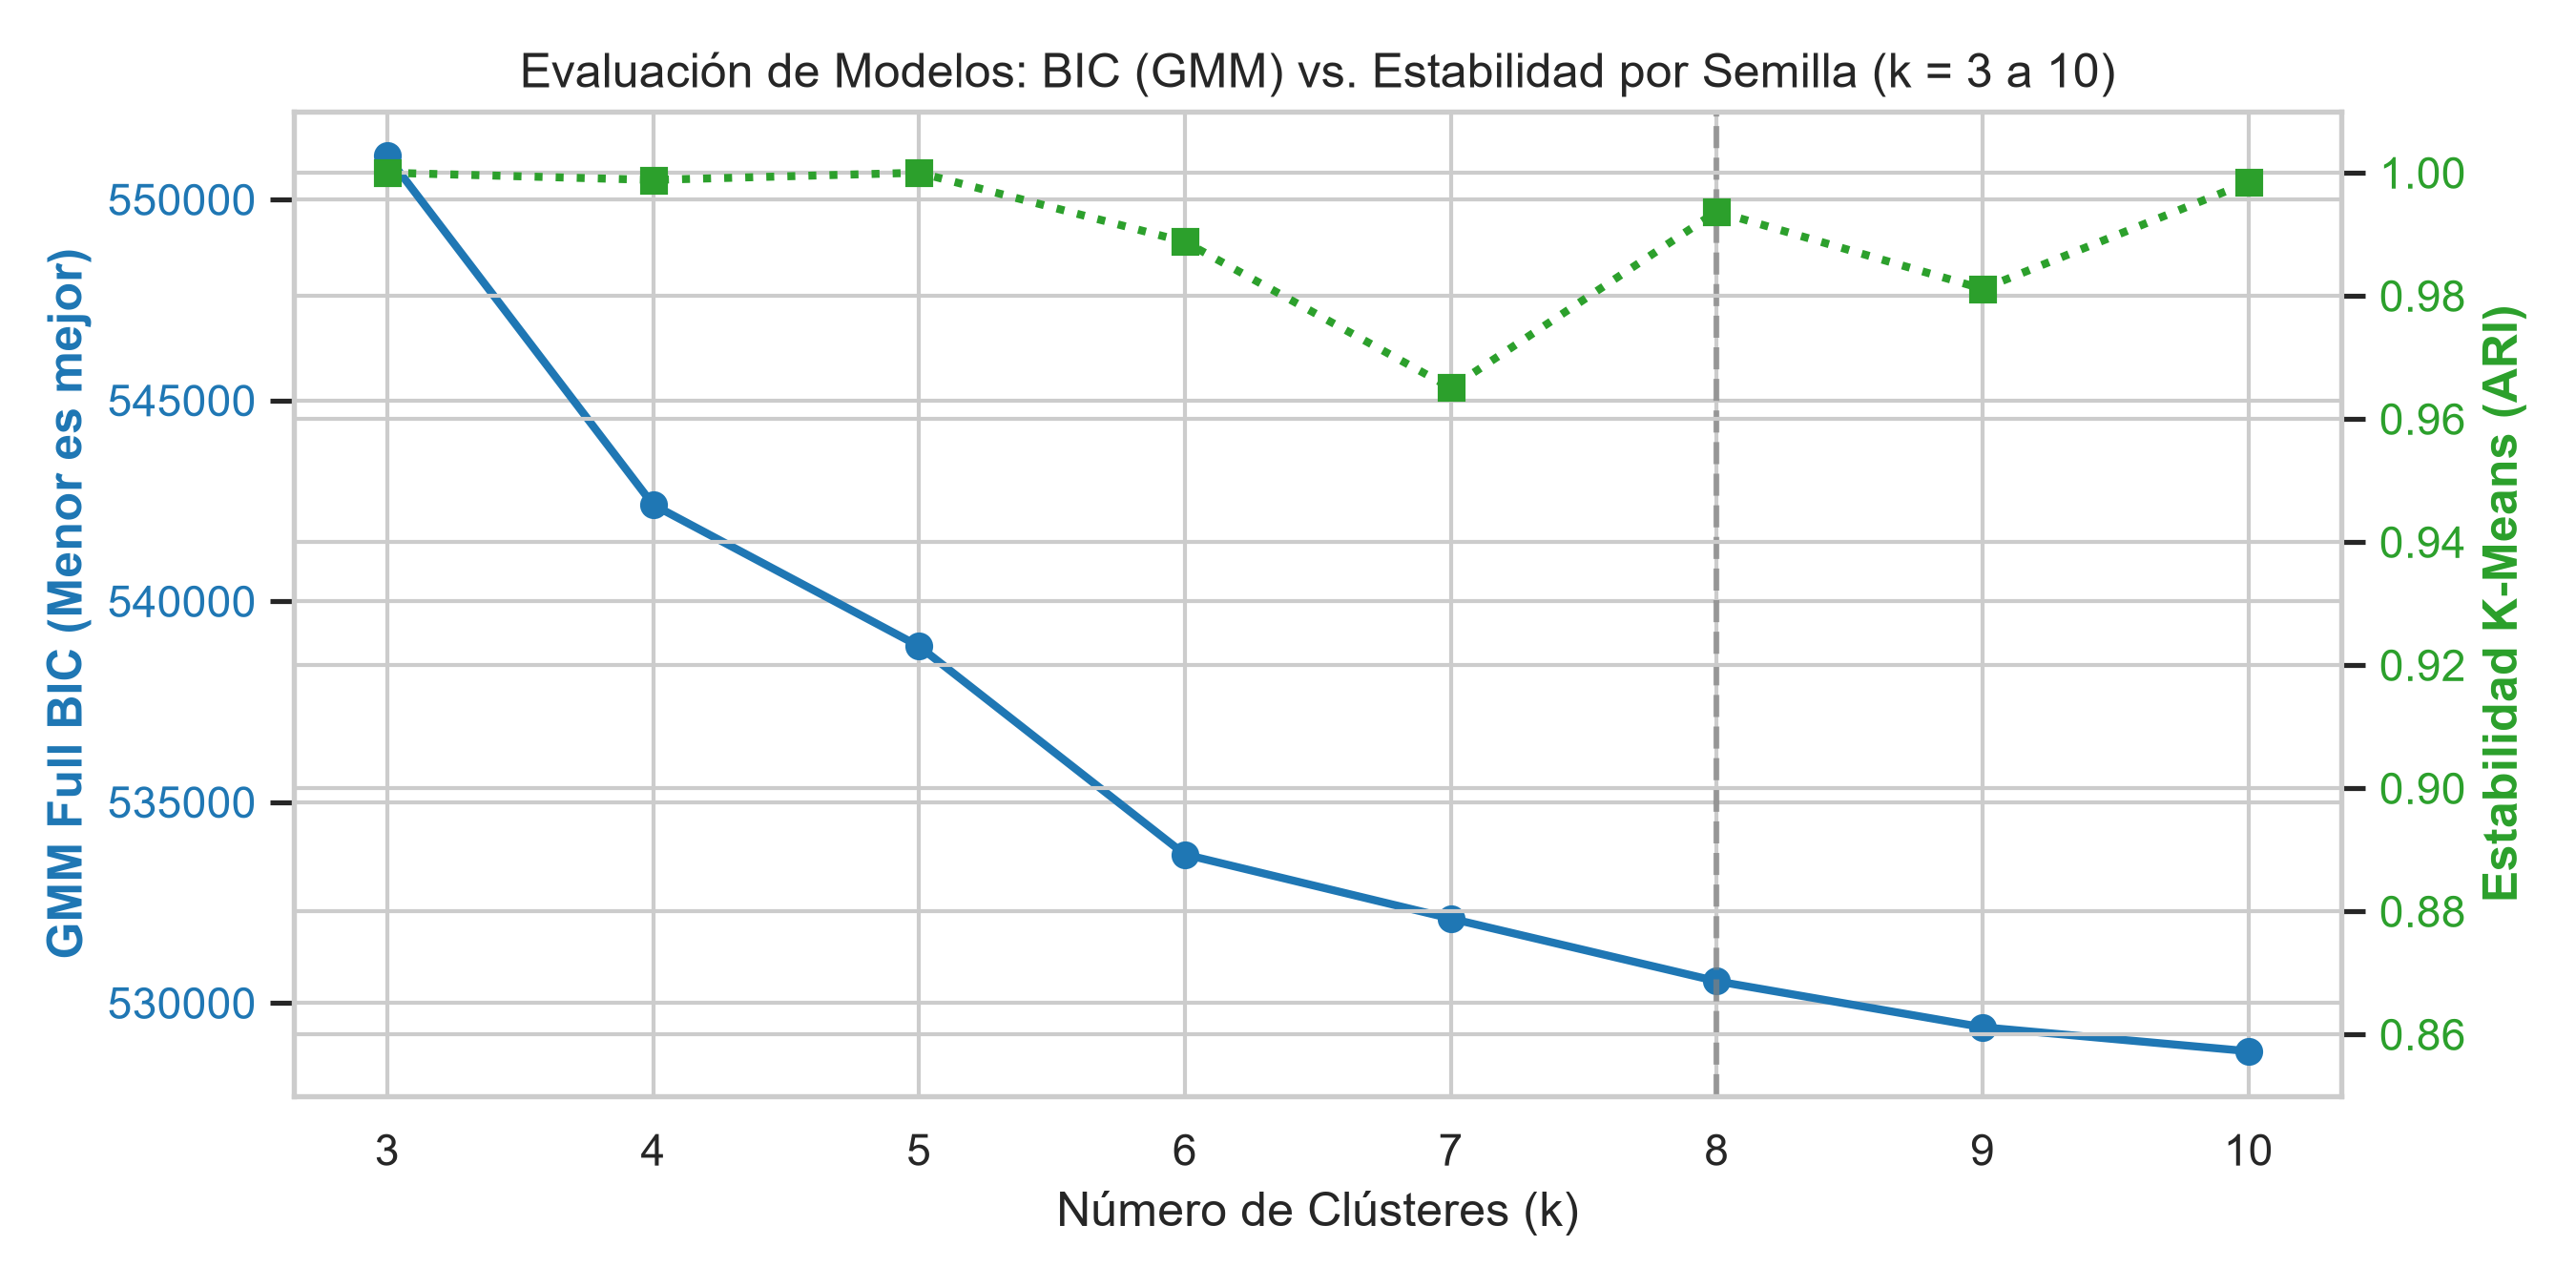 Evaluación de Modelos: BIC (GMM) vs. Estabilidad por Semilla (k = 3 a 10)
GMM Full BIC (Menor es mejor)
550000
545000
540000
535000
530000
1.00
0.98
0.96
0.94
0.92
0.90
0.88
0.86
Estabilidad K-Means (ARI)
3 4 5 6 7 8 9 10
Número de Clústeres (k)